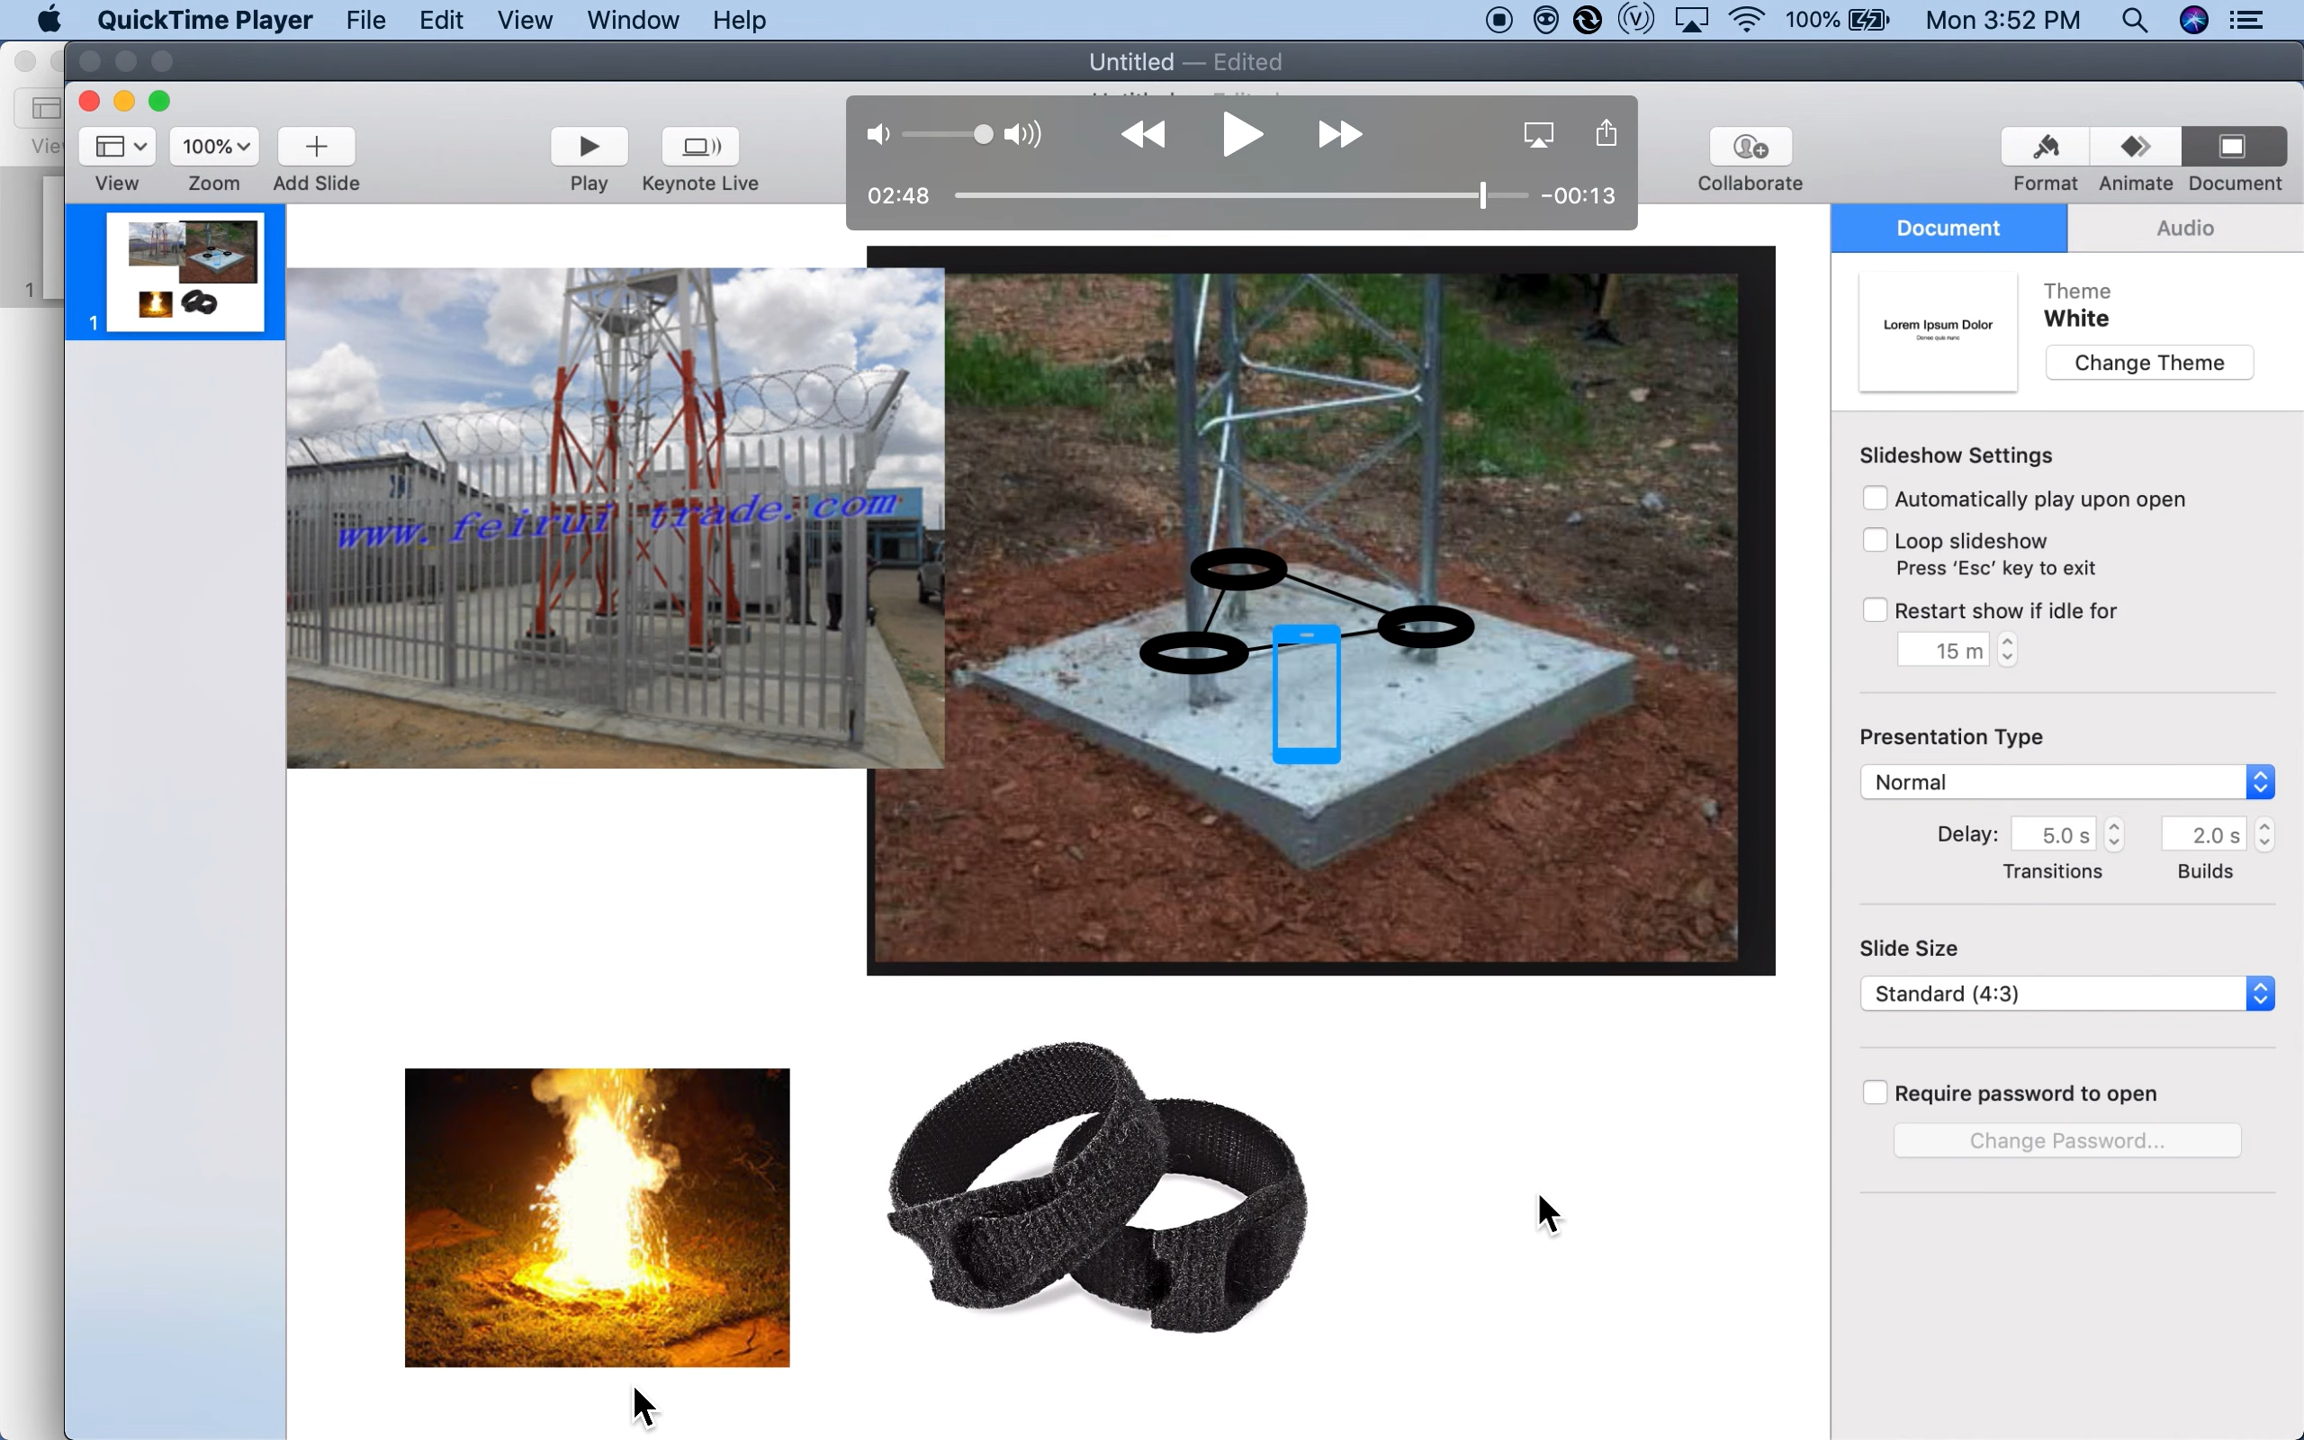 QuickTime Player File Edit View Window Help 100% Mon 3:52 PM
Untitled — Edited
100%
View Zoom Add Slide Play Keynote Live Collaborate Format Animate Document
02:48 -00:13
1
1
www.feirui trade.com
Document Audio
Lorem Ipsum Dolor
Donec quis nunc
Theme
White
Change Theme
Slideshow Settings
Automatically play upon open
Loop slideshow
Press ‘Esc’ key to exit
Restart show if idle for
15 m
Presentation Type
Normal
Delay: 5.0 s 2.0 s
Transitions Builds
Slide Size
Standard (4:3)
Require password to open
Change Password...